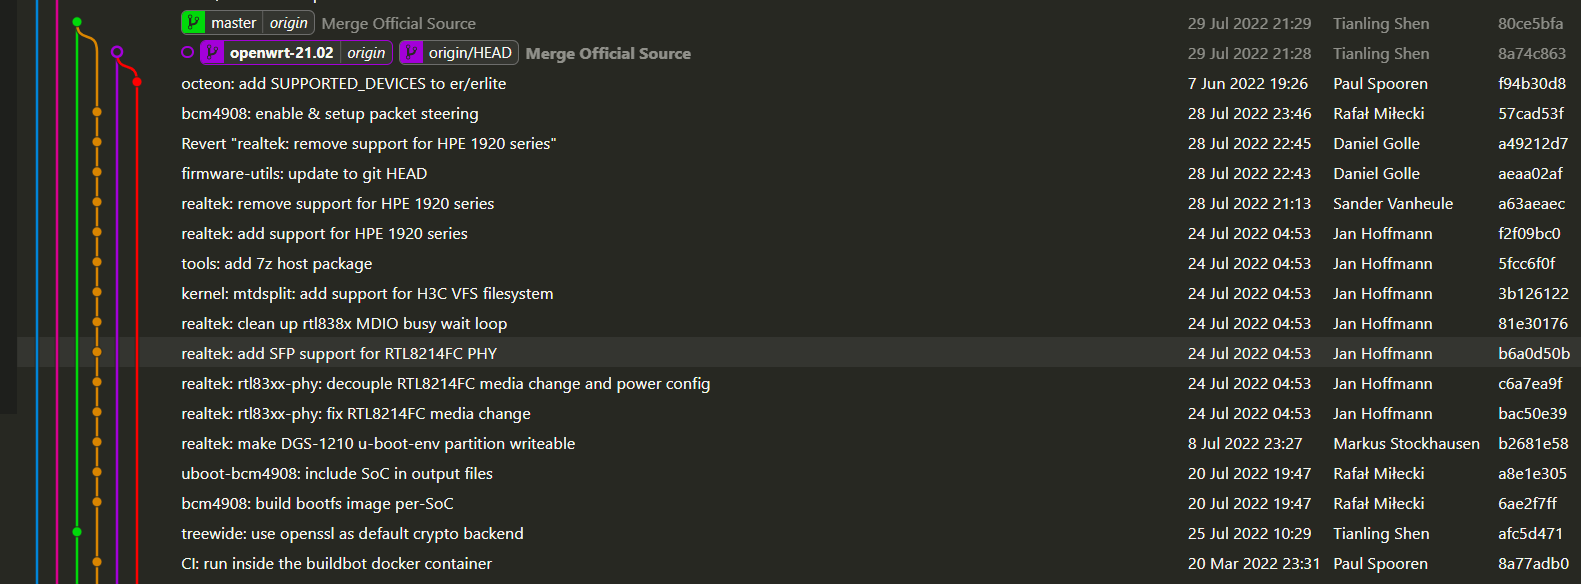 master origin Merge Official Source 29 Jul 2022 21:29 Tianling Shen 80ce5bfa
openwrt-21.02 origin origin/HEAD Merge Official Source 29 Jul 2022 21:28 Tianling Shen 8a74c863
octeon: add SUPPORTED_DEVICES to er/erlite 7 Jun 2022 19:26 Paul Spooren f94b30d8
bcm4908: enable & setup packet steering 28 Jul 2022 23:46 Rafał Miłecki 57cad53f
Revert "realtek: remove support for HPE 1920 series" 28 Jul 2022 22:45 Daniel Golle a49212d7
firmware-utils: update to git HEAD 28 Jul 2022 22:43 Daniel Golle aeaa02af
realtek: remove support for HPE 1920 series 28 Jul 2022 21:13 Sander Vanheule a63aeaec
realtek: add support for HPE 1920 series 24 Jul 2022 04:53 Jan Hoffmann f2f09bc0
tools: add 7z host package 24 Jul 2022 04:53 Jan Hoffmann 5fcc6f0f
kernel: mtdsplit: add support for H3C VFS filesystem 24 Jul 2022 04:53 Jan Hoffmann 3b126122
realtek: clean up rtl838x MDIO busy wait loop 24 Jul 2022 04:53 Jan Hoffmann 81e30176
realtek: add SFP support for RTL8214FC PHY 24 Jul 2022 04:53 Jan Hoffmann b6a0d50b
realtek: rtl83xx-phy: decouple RTL8214FC media change and power config 24 Jul 2022 04:53 Jan Hoffmann c6a7ea9f
realtek: rtl83xx-phy: fix RTL8214FC media change 24 Jul 2022 04:53 Jan Hoffmann bac50e39
realtek: make DGS-1210 u-boot-env partition writeable 8 Jul 2022 23:27 Markus Stockhausen b2681e58
uboot-bcm4908: include SoC in output files 20 Jul 2022 19:47 Rafał Miłecki a8e1e305
bcm4908: build bootfs image per-SoC 20 Jul 2022 19:47 Rafał Miłecki 6ae2f7ff
treewide: use openssl as default crypto backend 25 Jul 2022 10:29 Tianling Shen afc5d471
CI: run inside the buildbot docker container 20 Mar 2022 23:31 Paul Spooren 8a77adb0